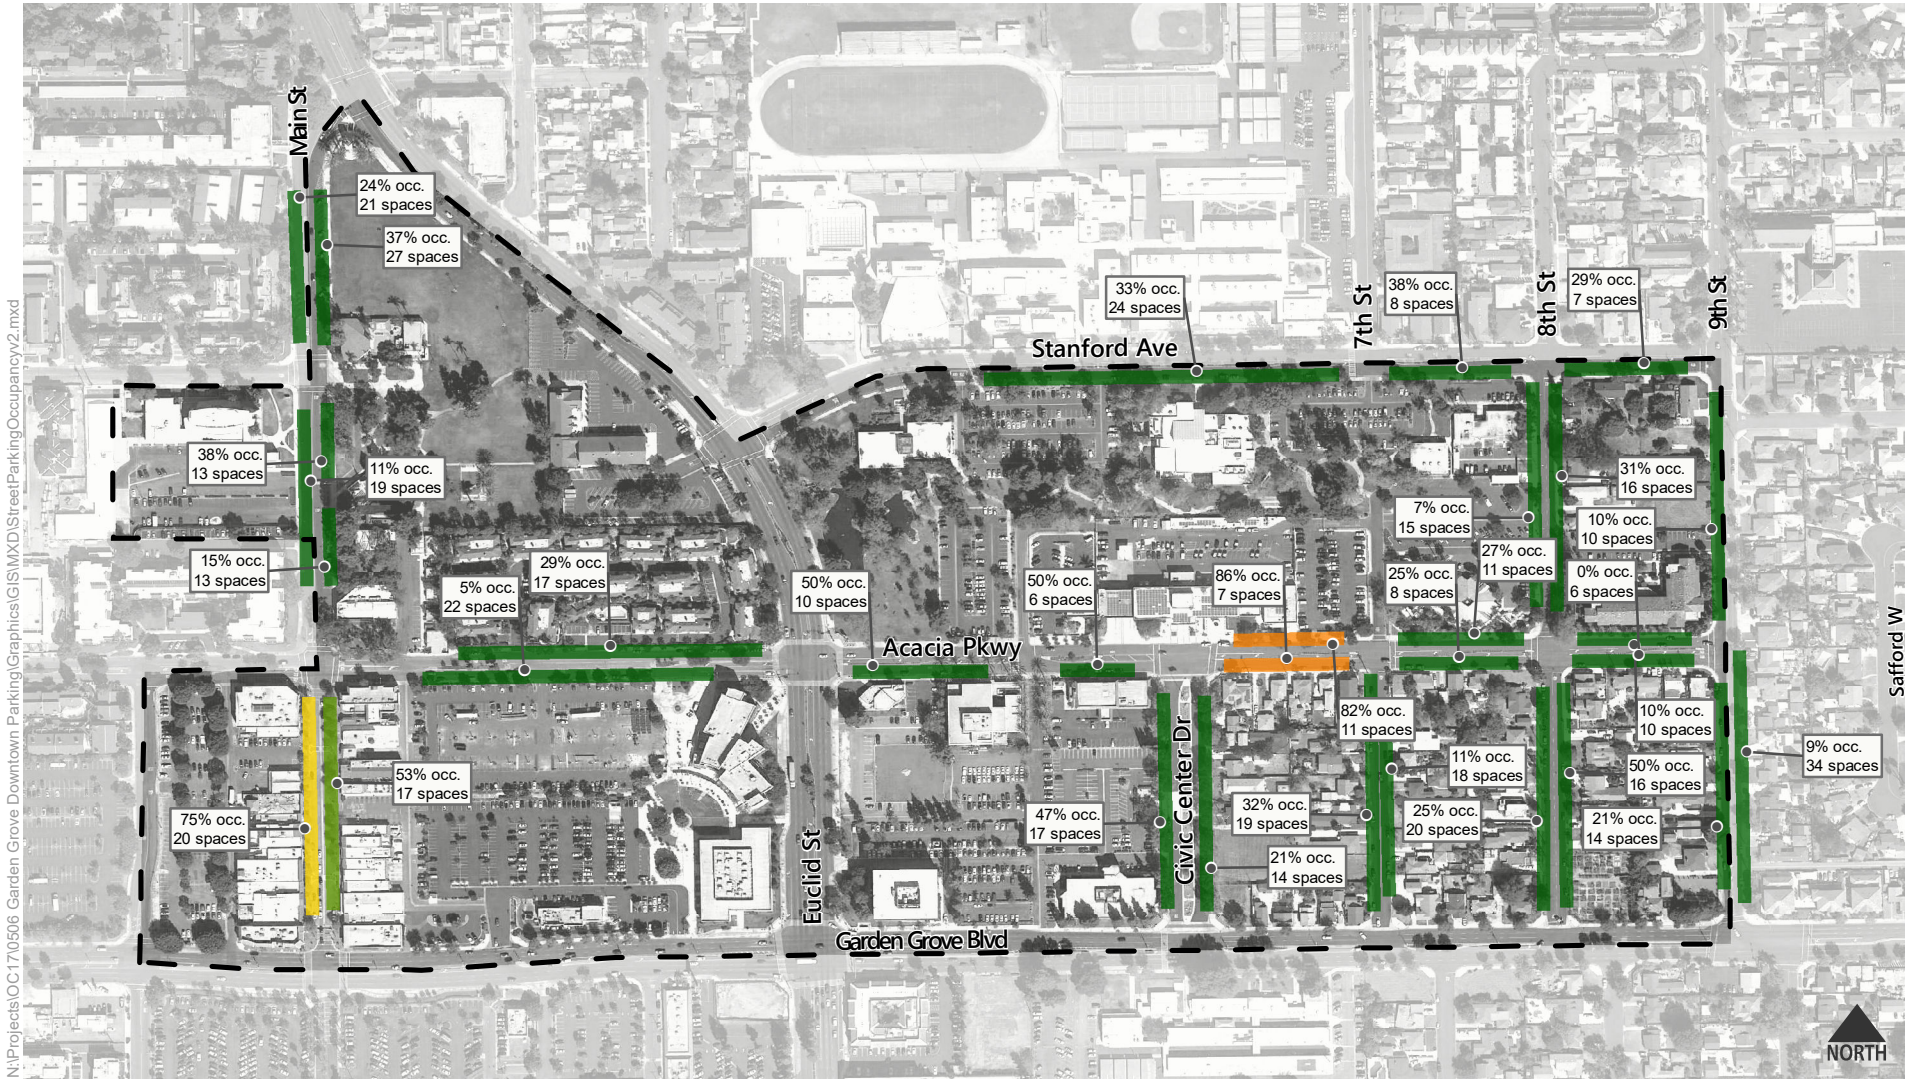 Main St
24% occ.
21 spaces
37% occ.
27 spaces
33% occ.
24 spaces
38% occ.
8 spaces
29% occ.
7 spaces
7th St
8th St
9th St
Stanford Ave
38% occ.
13 spaces
11% occ.
19 spaces
31% occ.
16 spaces
7% occ.
15 spaces
10% occ.
10 spaces
15% occ.
13 spaces
29% occ.
17 spaces
5% occ.
22 spaces
50% occ.
10 spaces
50% occ.
6 spaces
86% occ.
7 spaces
25% occ.
8 spaces
27% occ.
11 spaces
0% occ.
6 spaces
Acacia Pkwy
Safford W
82% occ.
11 spaces
10% occ.
10 spaces
9% occ.
34 spaces
53% occ.
17 spaces
11% occ.
18 spaces
50% occ.
16 spaces
75% occ.
20 spaces
47% occ.
17 spaces
Civic Center Dr
32% occ.
19 spaces
25% occ.
20 spaces
21% occ.
14 spaces
21% occ.
14 spaces
Euclid St
Garden Grove Blvd
NORTH
N:\Projects\OC17\0506 Garden Grove Downtown Parking\Graphics\GIS\MXD\StreetParkingOccupancyv2.mxd